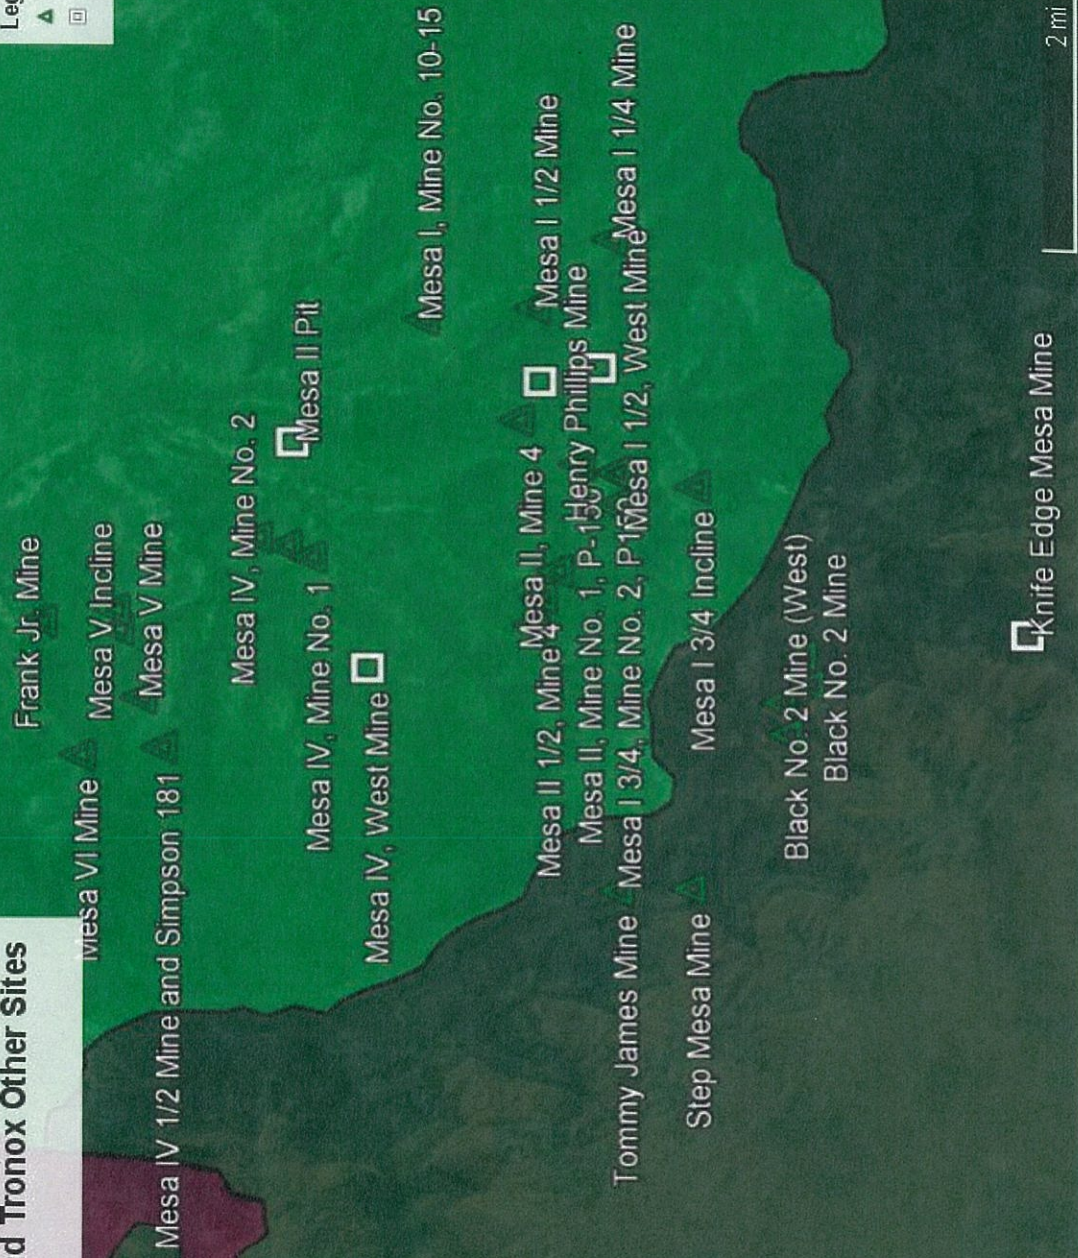 d Tronox Other Sites
Leg
Frank Jr. Mine
Mesa VI Mine
Mesa V Incline
Mesa V Mine
Mesa IV 1/2 Mine and Simpson 181
Mesa IV, Mine No. 2
Mesa II Pit
Mesa IV, Mine No. 1
Mesa IV, West Mine
Mesa I, Mine No. 10-15
Mesa II, Mine 4
Mesa I 1/2 Mine
Mesa II 1/2, Mine 4
Henry Phillips Mine
Mesa II, Mine No. 1, P-150
Mesa I 1/4 Mine
Mesa I 1/2, West Mine
Mesa I 3/4, Mine No. 2, P150
Tommy James Mine
Mesa I 3/4 Incline
Step Mesa Mine
Black No. 2 Mine (West)
Black No. 2 Mine
Knife Edge Mesa Mine
2 mi